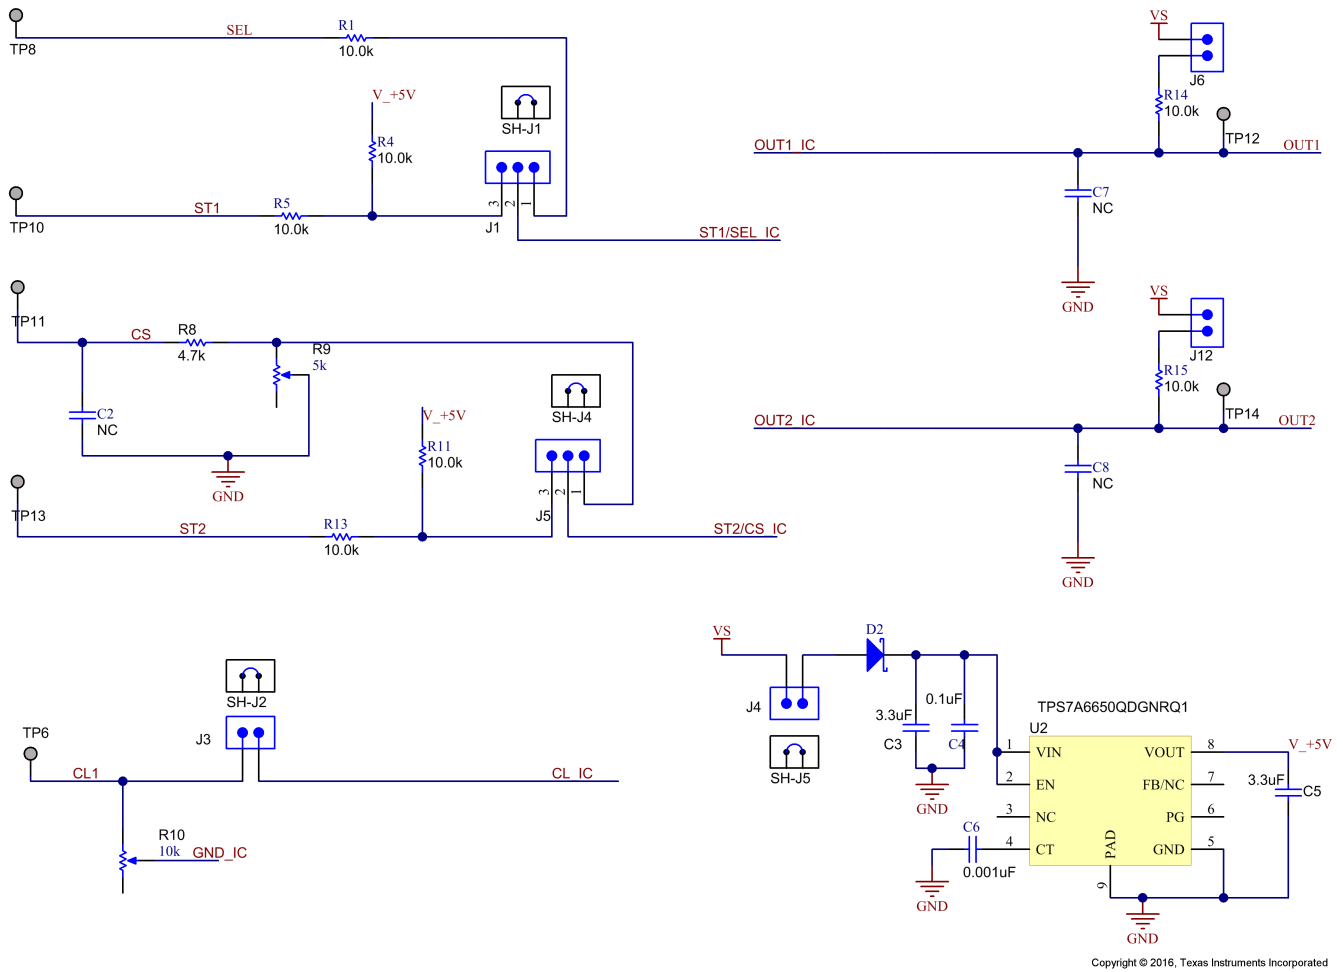 SEL
R1
10.0k
TP8
V_+5V
R4
10.0k
SH-J1
TP10
ST1
R5
10.0k
3
2
1
J1
ST1/SEL_IC
TP11
CS
R8
4.7k
R9
5k
C2
NC
GND
SH-J4
V_+5V
R11
10.0k
TP13
ST2
R13
10.0k
3
2
1
J5
ST2/CS_IC
SH-J2
J3
TP6
CL1
CL_IC
R10
10k
GND_IC
VS
J6
R14
10.0k
TP12
OUT1_IC
OUT1
C7
NC
GND
VS
J12
R15
10.0k
TP14
OUT2_IC
OUT2
C8
NC
GND
VS
D2
J4
SH-J5
3.3uF
C3
0.1uF
C4
GND
TPS7A6650QDGNRQ1
U2
1
VIN
VOUT
8
V_+5V
2
EN
FB/NC
7
3.3uF
C5
3
NC
PG
6
4
CT
GND
5
PAD
9
C6
0.001uF
GND
GND
Copyright © 2016, Texas Instruments Incorporated